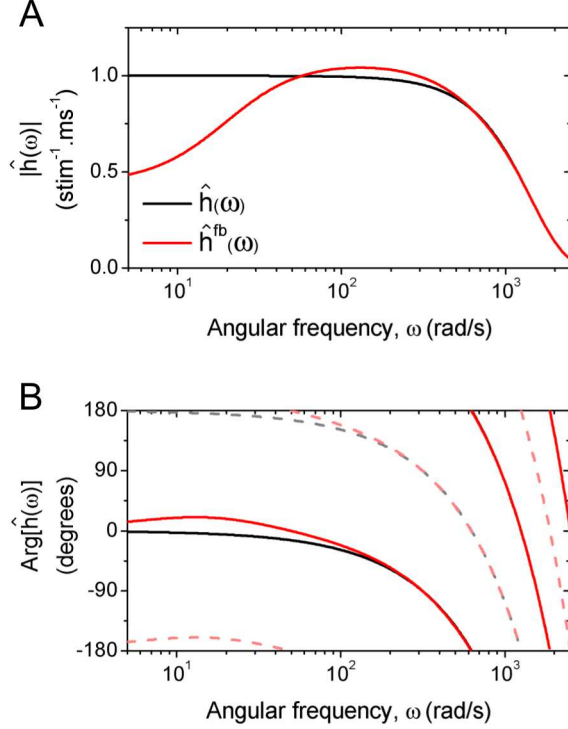 A
|ĥ(ω)|
(stim⁻¹.ms⁻¹)
1.0
0.5
0.0
ĥ(ω)
ĥᶠᵇ(ω)
10¹ 10² 10³
Angular frequency, ω (rad/s)
B
Arg[ĥ(ω)]
(degrees)
180
90
0
-90
-180
10¹ 10² 10³
Angular frequency, ω (rad/s)